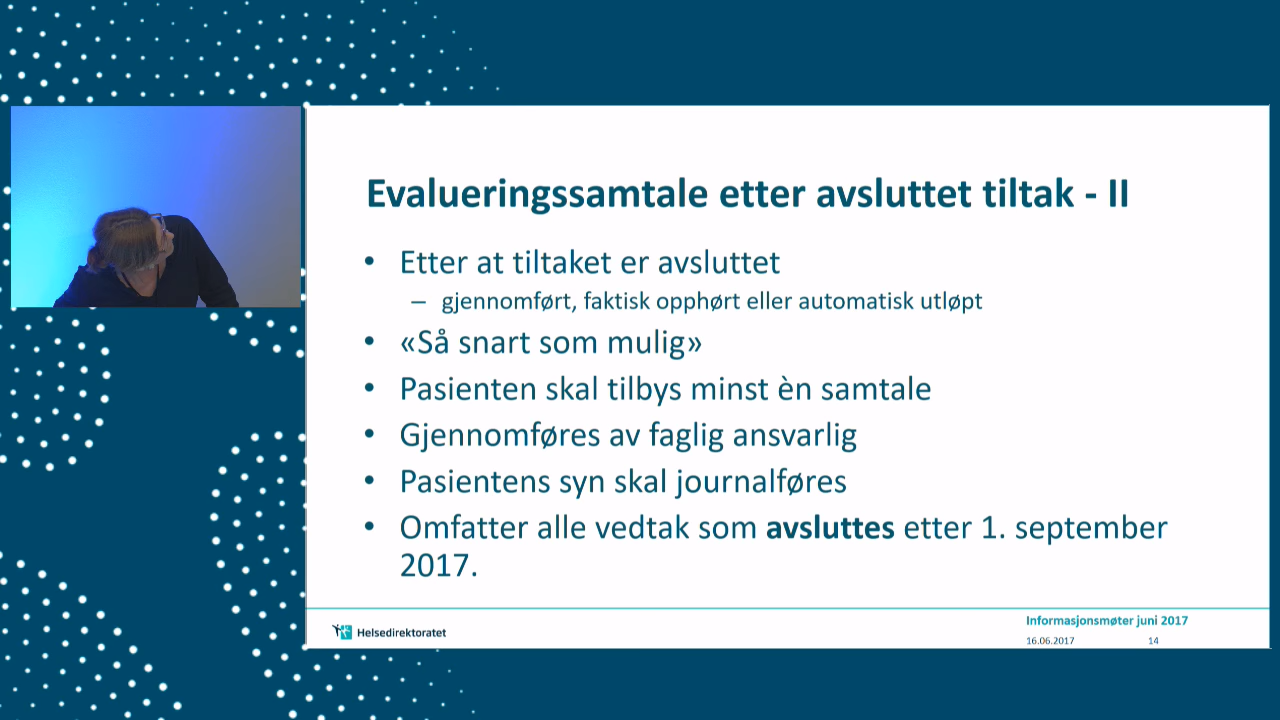 Evalueringssamtale etter avsluttet tiltak - II
• Etter at tiltaket er avsluttet
– gjennomført, faktisk opphørt eller automatisk utløpt
• «Så snart som mulig»
• Pasienten skal tilbys minst èn samtale
• Gjennomføres av faglig ansvarlig
• Pasientens syn skal journalføres
• Omfatter alle vedtak som avsluttes etter 1. september
2017.
Helsedirektoratet
Informasjonsmøter juni 2017
16.06.2017 14